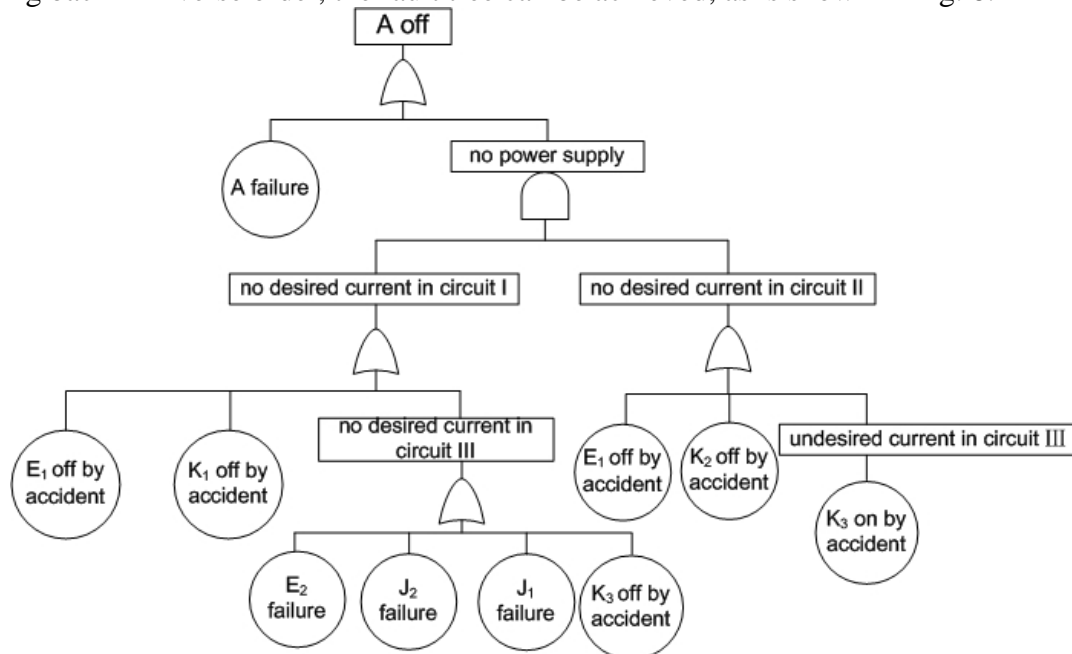 A off
A failure
no power supply
no desired current in circuit I
no desired current in circuit II
E₁ off by
accident
K₁ off by
accident
no desired current in
circuit III
E₁ off by
accident
K₂ off by
accident
undesired current in circuit III
K₃ on by
accident
E₂
failure
J₂
failure
J₁
failure
K₃ off by
accident